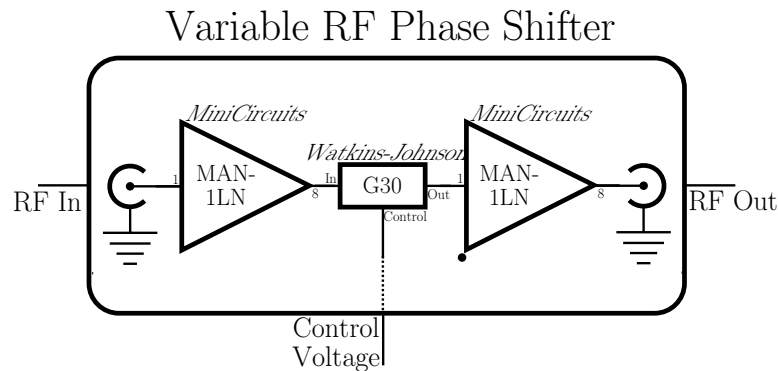 Variable RF Phase Shifter
MiniCircuits
MiniCircuits
Watkins-Johnson
MAN-
1LN
G30
MAN-
1LN
1
8
In
Out
Control
1
8
RF In
RF Out
Control
Voltage